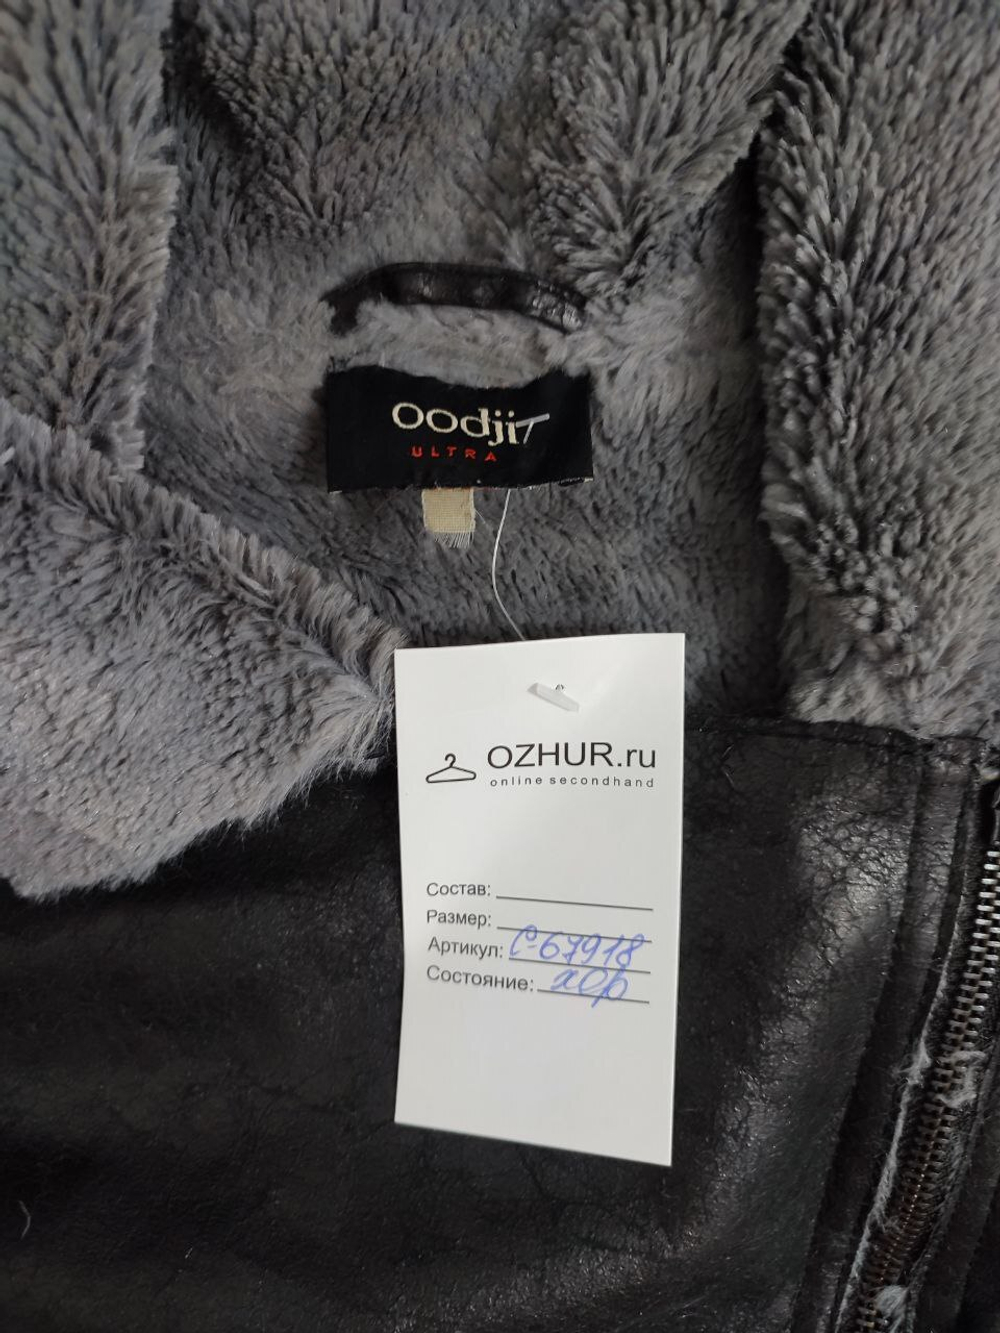 oodji
ULTRA
OZHUR.ru
online secondhand
Состав:
Размер:
Артикул: С-67918
Состояние: хор